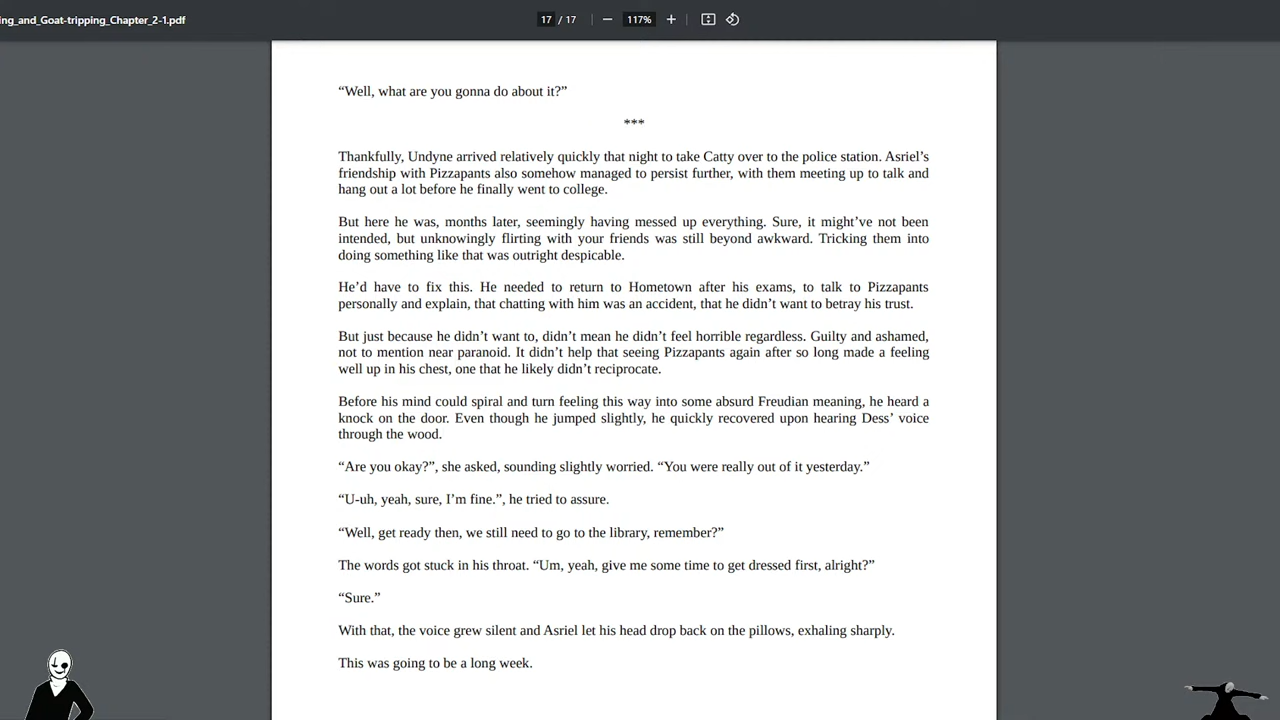 ing_and_Goat-tripping_Chapter_2-1.pdf
17 / 17
117%
“Well, what are you gonna do about it?”
***
Thankfully, Undyne arrived relatively quickly that night to take Catty over to the police station. Asriel’s
friendship with Pizzapants also somehow managed to persist further, with them meeting up to talk and
hang out a lot before he finally went to college.
But here he was, months later, seemingly having messed up everything. Sure, it might’ve not been
intended, but unknowingly flirting with your friends was still beyond awkward. Tricking them into
doing something like that was outright despicable.
He’d have to fix this. He needed to return to Hometown after his exams, to talk to Pizzapants
personally and explain, that chatting with him was an accident, that he didn’t want to betray his trust.
But just because he didn’t want to, didn’t mean he didn’t feel horrible regardless. Guilty and ashamed,
not to mention near paranoid. It didn’t help that seeing Pizzapants again after so long made a feeling
well up in his chest, one that he likely didn’t reciprocate.
Before his mind could spiral and turn feeling this way into some absurd Freudian meaning, he heard a
knock on the door. Even though he jumped slightly, he quickly recovered upon hearing Dess’ voice
through the wood.
“Are you okay?”, she asked, sounding slightly worried. “You were really out of it yesterday.”
“U-uh, yeah, sure, I’m fine.”, he tried to assure.
“Well, get ready then, we still need to go to the library, remember?”
The words got stuck in his throat. “Um, yeah, give me some time to get dressed first, alright?”
“Sure.”
With that, the voice grew silent and Asriel let his head drop back on the pillows, exhaling sharply.
This was going to be a long week.